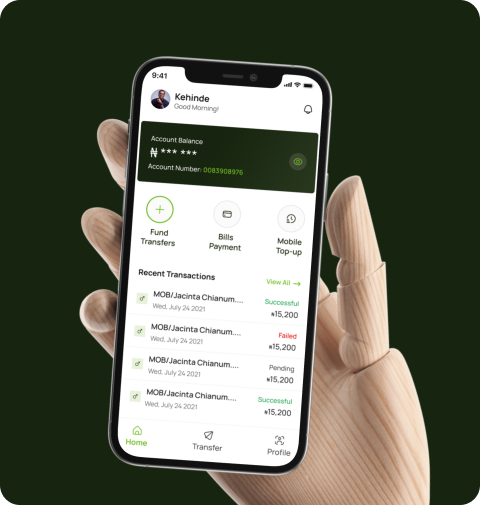 9:41
Kehinde
Good Morning!
Account Balance
₦ *** ***
Account Number: 0083908976
Fund Transfers
Bills Payment
Mobile Top-up
Recent Transactions
View All →
MOB/Jacinta Chianum....
Successful
Wed, July 24 2021
₦15,200
MOB/Jacinta Chianum....
Failed
Wed, July 24 2021
₦15,200
MOB/Jacinta Chianum....
Pending
Wed, July 24 2021
₦15,200
MOB/Jacinta Chianum....
Successful
Wed, July 24 2021
₦15,200
Home
Transfer
Profile